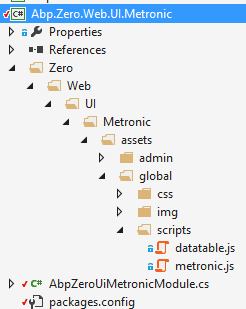 C# Abp.Zero.Web.UI.Metronic
Properties
References
Zero
Web
UI
Metronic
assets
admin
global
css
img
scripts
datatable.js
metronic.js
C# AbpZeroUiMetronicModule.cs
packages.config